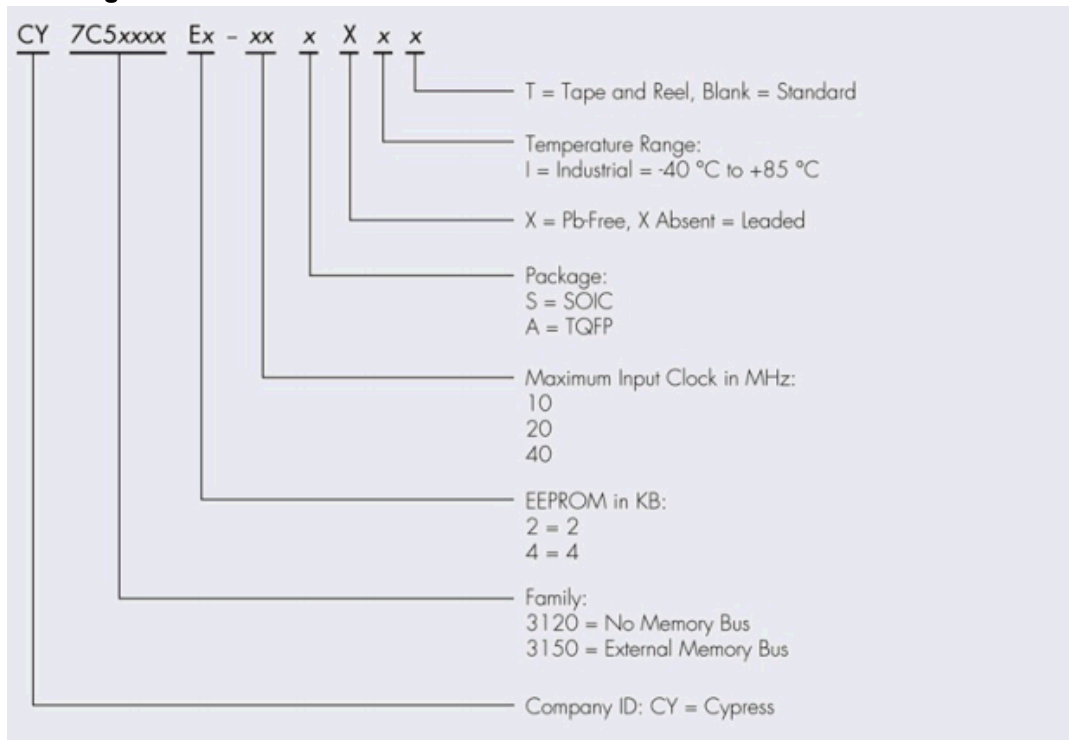 CY 7C5xxxx Ex - xx x X x x
T = Tape and Reel, Blank = Standard
Temperature Range:
I = Industrial = -40 °C to +85 °C
X = Pb-Free, X Absent = Leaded
Package:
S = SOIC
A = TQFP
Maximum Input Clock in MHz:
10
20
40
EEPROM in KB:
2 = 2
4 = 4
Family:
3120 = No Memory Bus
3150 = External Memory Bus
Company ID: CY = Cypress